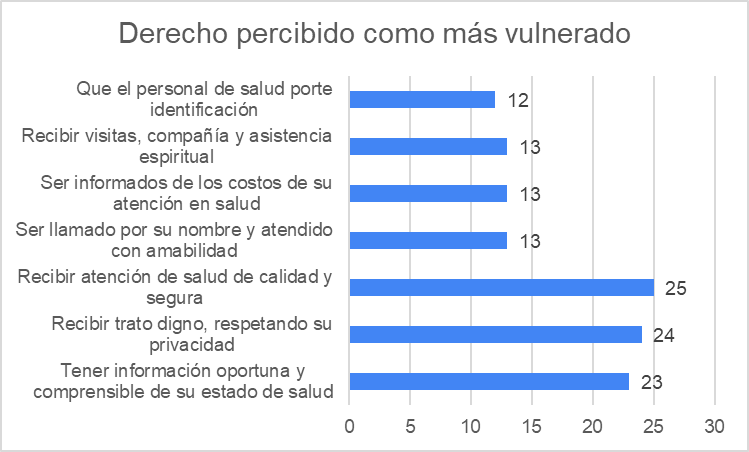 Derecho percibido como más vulnerado
Que el personal de salud porte
identificación
12
Recibir visitas, compañía y asistencia
espiritual
13
Ser informados de los costos de su
atención en salud
13
Ser llamado por su nombre y atendido
con amabilidad
13
Recibir atención de salud de calidad y
segura
25
Recibir trato digno, respetando su
privacidad
24
Tener información oportuna y
comprensible de su estado de salud
23
0 5 10 15 20 25 30